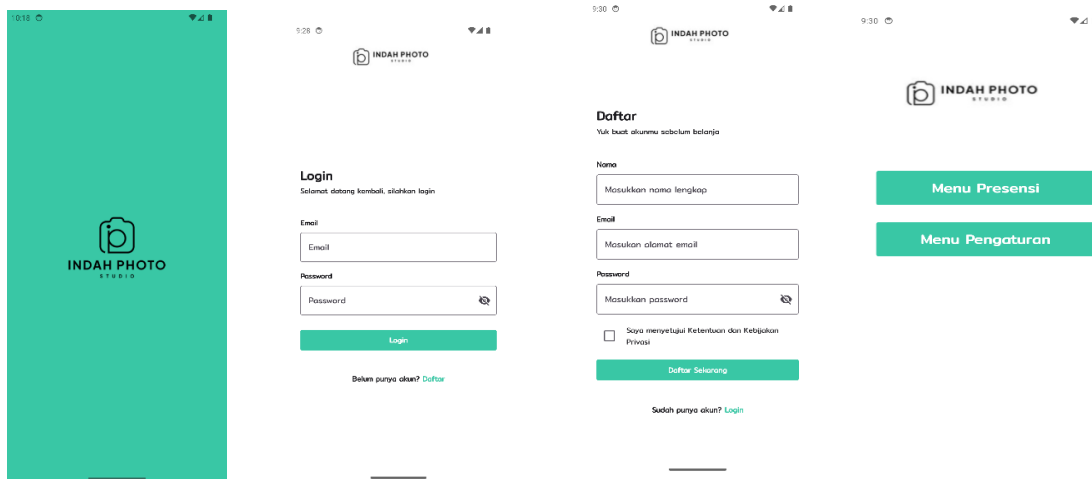 10:18
INDAH PHOTO
STUDIO
9:28
INDAH PHOTO
STUDIO
Login
Selamat datang kembali, silahkan login
Email
Email
Password
Password
Login
Belum punya akun? Daftar
9:30
INDAH PHOTO
STUDIO
Daftar
Yuk buat akunmu sebelum belanja
Nama
Masukkan nama lengkap
Email
Masukan alamat email
Password
Masukkan password
Saya menyetujui Ketentuan dan Kebijakan
Privasi
Daftar Sekarang
Sudah punya akun? Login
9:30
INDAH PHOTO
STUDIO
Menu Presensi
Menu Pengaturan